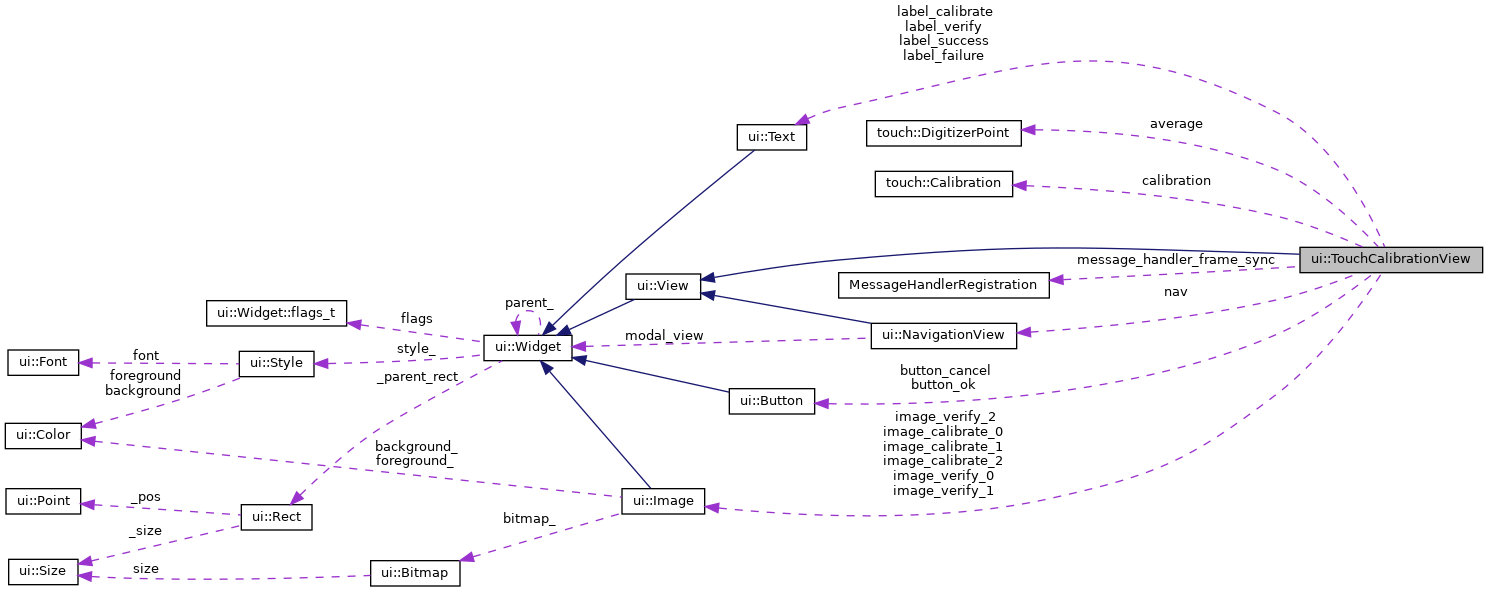 label_calibrate
label_verify
label_success
label_failure
ui::Text
touch::DigitizerPoint
average
touch::Calibration
calibration
ui::TouchCalibrationView
message_handler_frame_sync
ui::View
MessageHandlerRegistration
nav
ui::Widget::flags_t
flags
parent_
ui::Widget
modal_view
ui::NavigationView
ui::Font
font
ui::Style
style_
foreground
background
_parent_rect
button_cancel
button_ok
ui::Button
ui::Color
background_
foreground_
image_verify_2
image_calibrate_0
image_calibrate_1
image_calibrate_2
image_verify_0
image_verify_1
ui::Point
_pos
ui::Rect
ui::Image
_size
bitmap_
ui::Size
size
ui::Bitmap